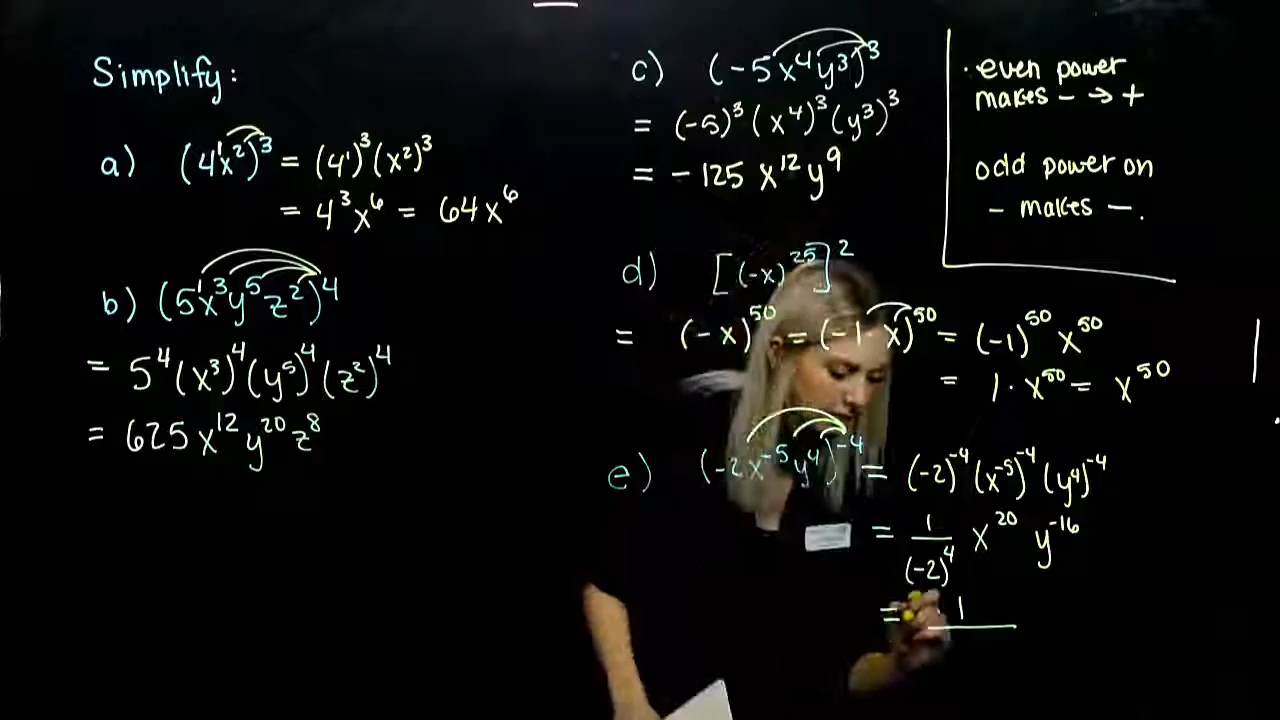 Simplify:
a) (4¹x²)³ = (4¹)³(x²)³
= 4³x⁶ = 64x⁶
b) (5¹x³y⁵z²)⁴
= 5⁴(x³)⁴(y⁵)⁴(z²)⁴
= 625x¹²y²⁰z⁸
c) (-5x⁴y³)³
= (-5)³(x⁴)³(y³)³
= -125x¹²y⁹
d) [(-x)²⁵]²
= (-x)⁵⁰ = (-1·x)⁵⁰ = (-1)⁵⁰x⁵⁰
= 1·x⁵⁰ = x⁵⁰
e) (-2x⁻⁵y⁴)⁻⁴ = (-2)⁻⁴(x⁻⁵)⁻⁴(y⁴)⁻⁴
= 1/(-2)⁴ x²⁰ y⁻¹⁶
= 1
· even power
makes - → +
odd power on
- makes -.